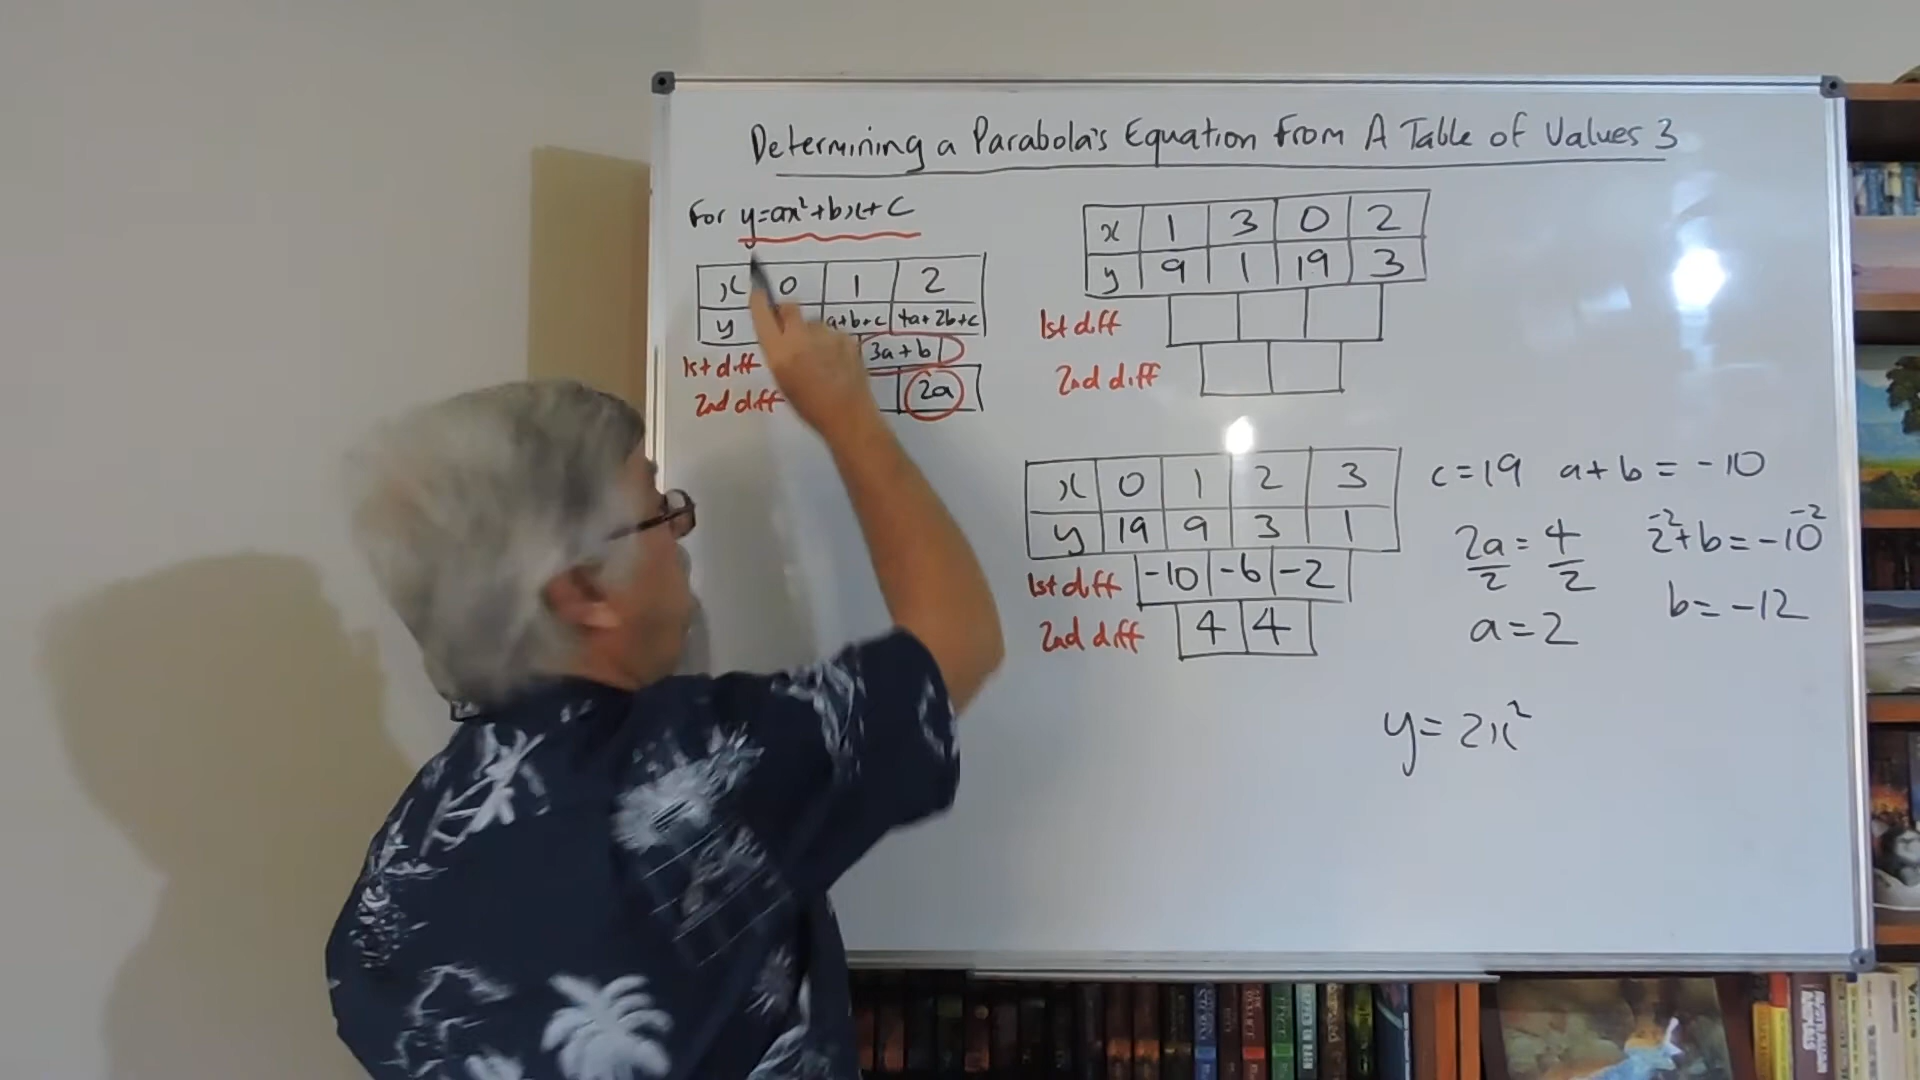 Determining a Parabola's Equation From A Table of Values 3
For y=ax²+bx+c
x 0 1 2
y a+b+c 4a+2b+c
1st diff 3a+b
2nd diff 2a
x 1 3 0 2
y 9 1 19 3
1st diff
2nd diff
x 0 1 2 3
y 19 9 3 1
1st diff -10 -6 -2
2nd diff 4 4
c=19 a+b=-10
2a/2 = 4/2
a=2
2⁻²+b=-10⁻²
b=-12
y=2x²